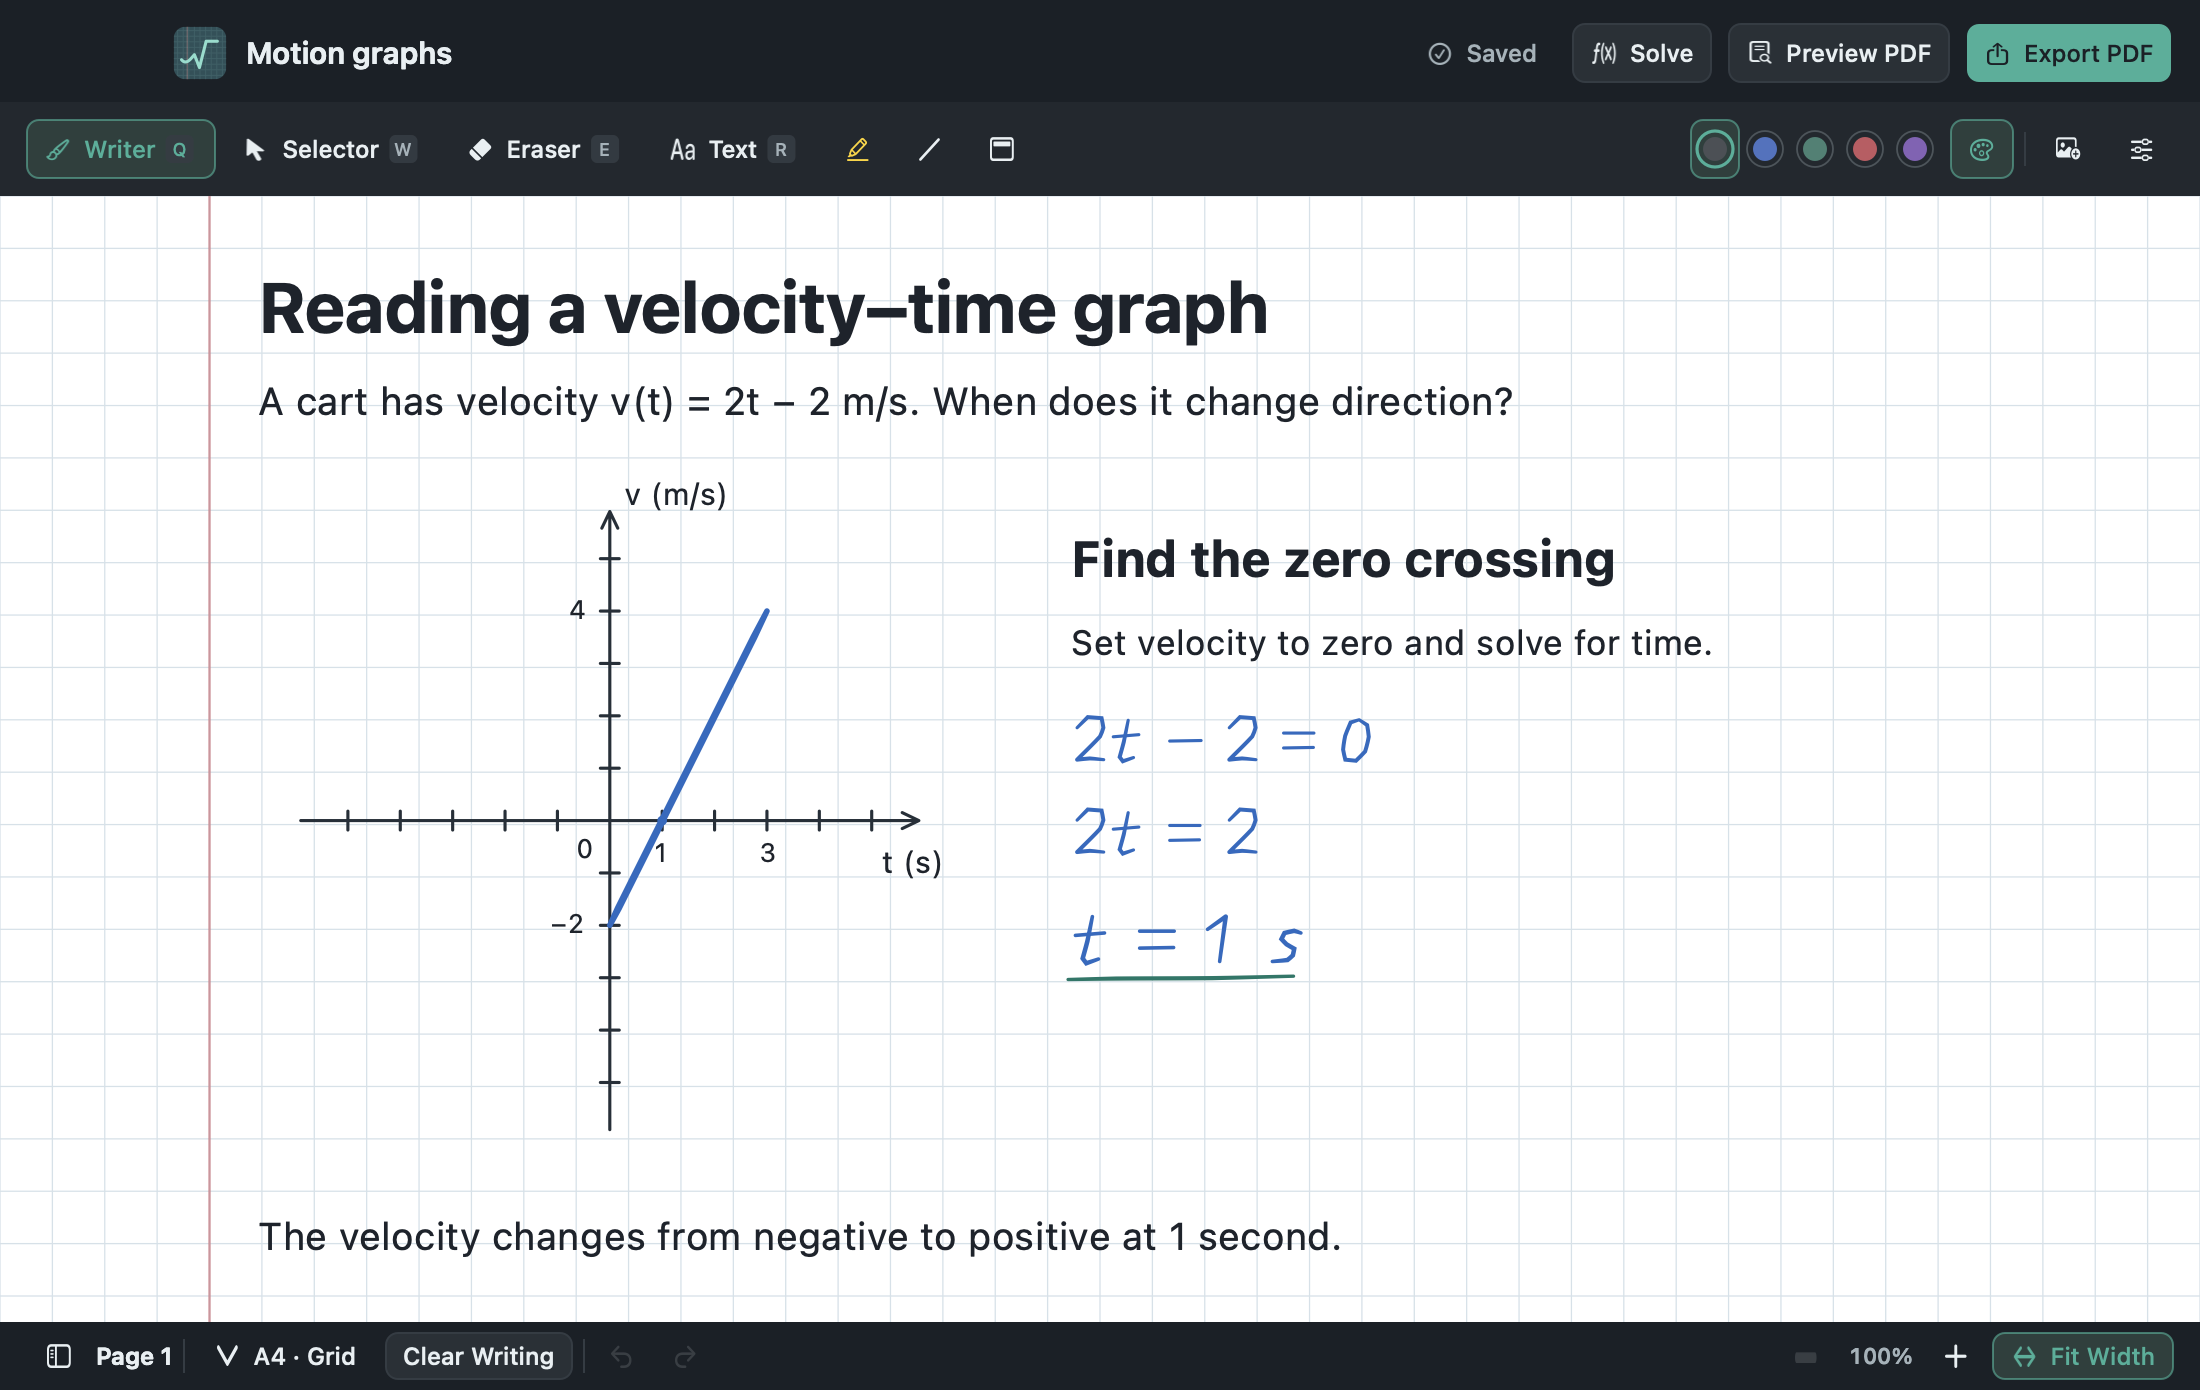 Motion graphs
Saved
f(x) Solve
Preview PDF
Export PDF
Writer Q
Selector W
Eraser E
Aa Text R
Reading a velocity–time graph
A cart has velocity v(t) = 2t – 2 m/s. When does it change direction?
v (m/s)
4
0
1
3
t (s)
−2
Find the zero crossing
Set velocity to zero and solve for time.
2t − 2 = 0
2t = 2
t = 1 s
The velocity changes from negative to positive at 1 second.
Page 1
A4 · Grid
Clear Writing
100%
Fit Width